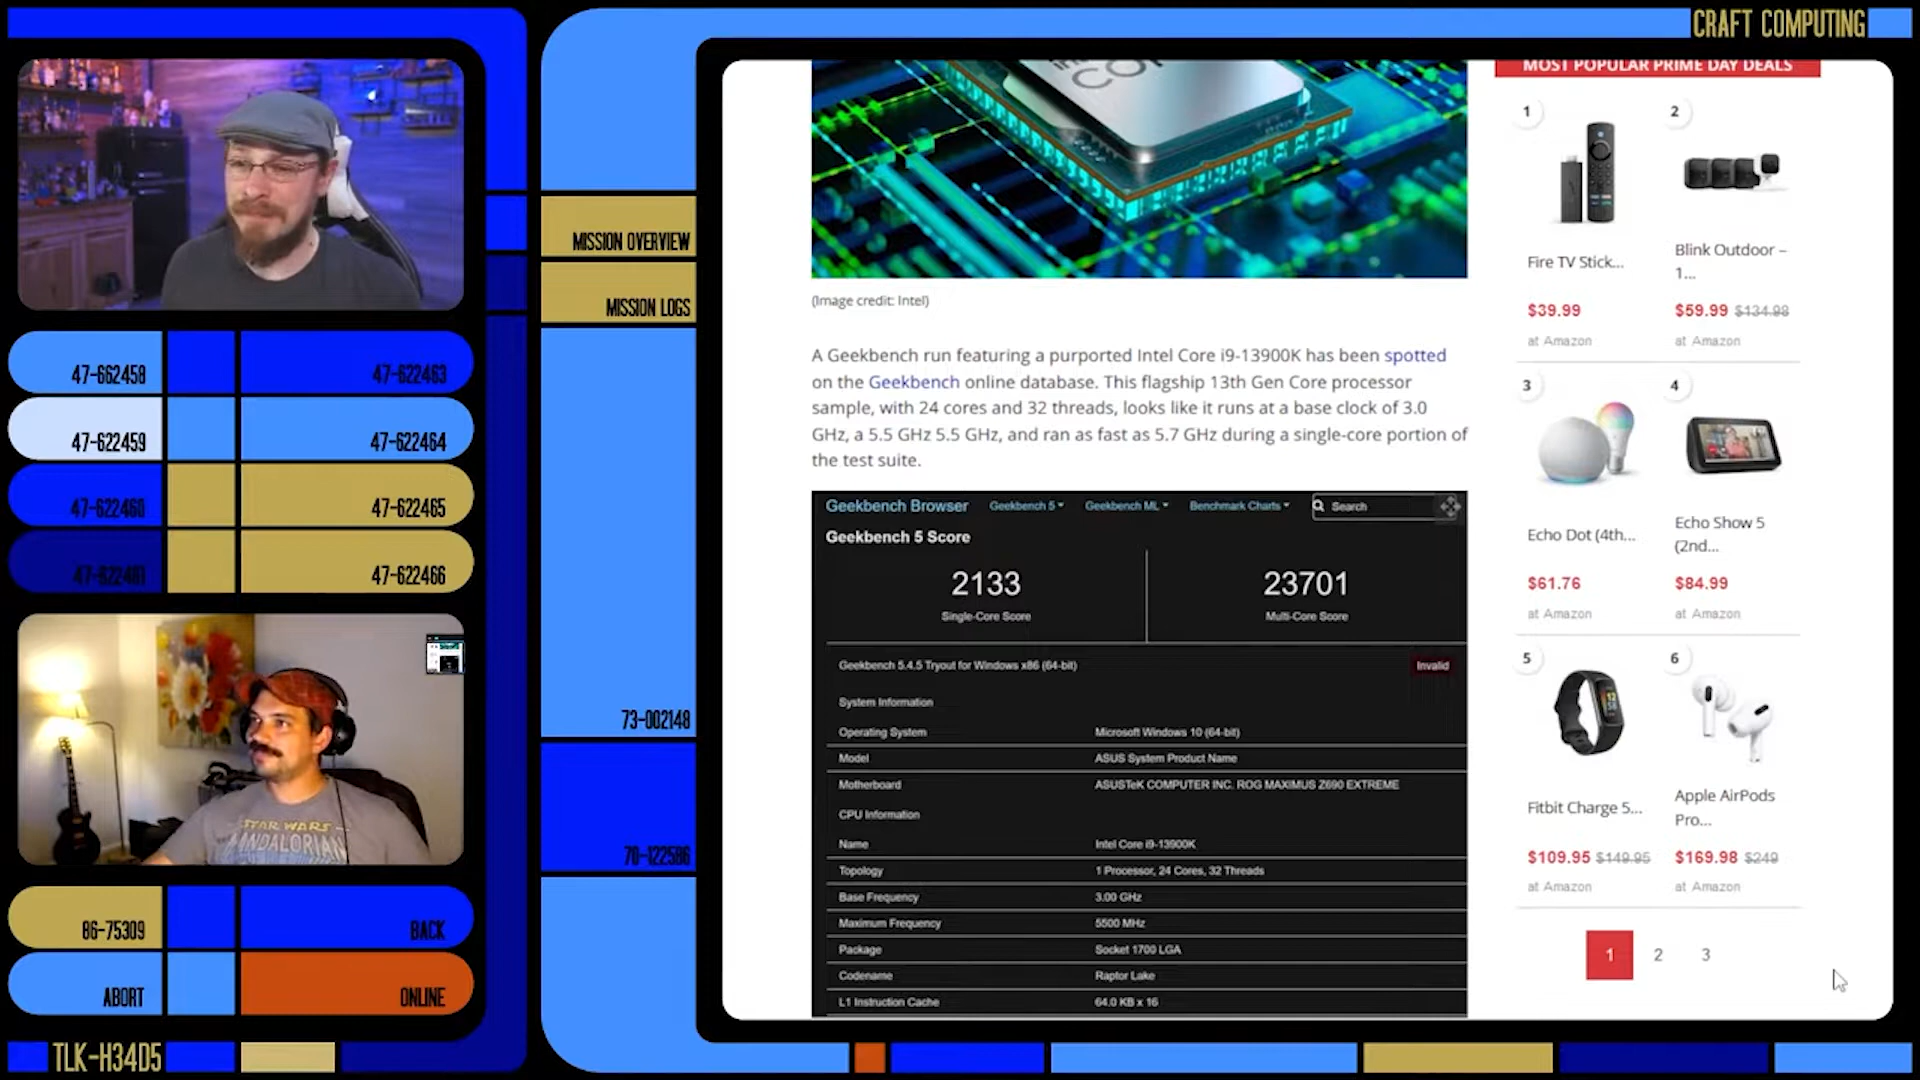 CRAFT COMPUTING
47-662458
47-622463
47-622459
47-622464
47-622460
47-622465
47-622466
STAR WARS
MANDALORIAN
86-75309
BACK
ABORT
ONLINE
TLK-H34D5
MISSION OVERVIEW
MISSION LOGS
73-002148
70-122586
(Image credit: Intel)
A Geekbench run featuring a purported Intel Core i9-13900K has been spotted
on the Geekbench online database. This flagship 13th Gen Core processor
sample, with 24 cores and 32 threads, looks like it runs at a base clock of 3.0
GHz, a 5.5 GHz 5.5 GHz, and ran as fast as 5.7 GHz during a single-core portion of
the test suite.
Geekbench Browser Geekbench 5 Geekbench ML Benchmark Charts Search
Geekbench 5 Score
2133 23701
Single-Core Score Multi-Core Score
Geekbench 5.4.5 Tryout for Windows x86 (64-bit) Invalid
System Information
Operating System Microsoft Windows 10 (64-bit)
Model ASUS System Product Name
Motherboard ASUSTeK COMPUTER INC. ROG MAXIMUS Z690 EXTREME
CPU Information
Name Intel Core i9-13900K
Topology 1 Processor, 24 Cores, 32 Threads
Base Frequency 3.00 GHz
Maximum Frequency 5500 MHz
Package Socket 1700 LGA
Codename Raptor Lake
L1 Instruction Cache 64.0 KB x 16
MOST POPULAR PRIME DAY DEALS
1
Fire TV Stick...
$39.99
at Amazon
2
Blink Outdoor –
1...
$59.99 $134.98
at Amazon
3
Echo Dot (4th...
$61.76
at Amazon
4
Echo Show 5
(2nd...
$84.99
at Amazon
5
Fitbit Charge 5...
$109.95 $149.95
at Amazon
6
Apple AirPods
Pro...
$169.98 $249
at Amazon
1 2 3